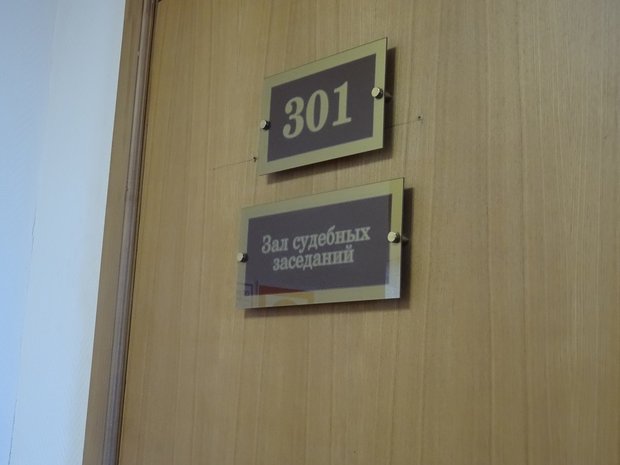 301
Зал судебных
заседаний